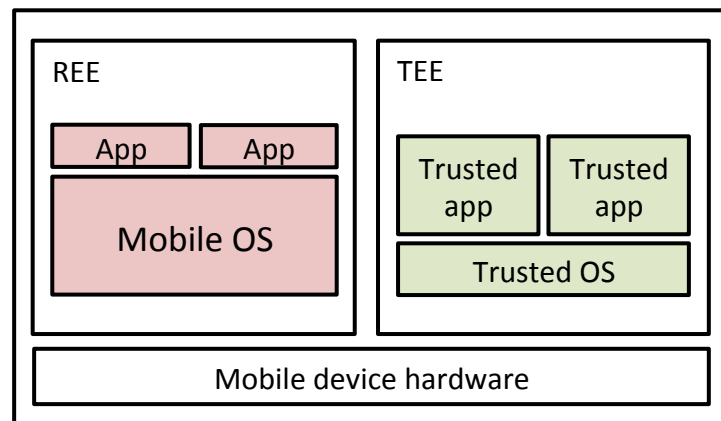 REE
App
App
Mobile OS
TEE
Trusted
app
Trusted
app
Trusted OS
Mobile device hardware